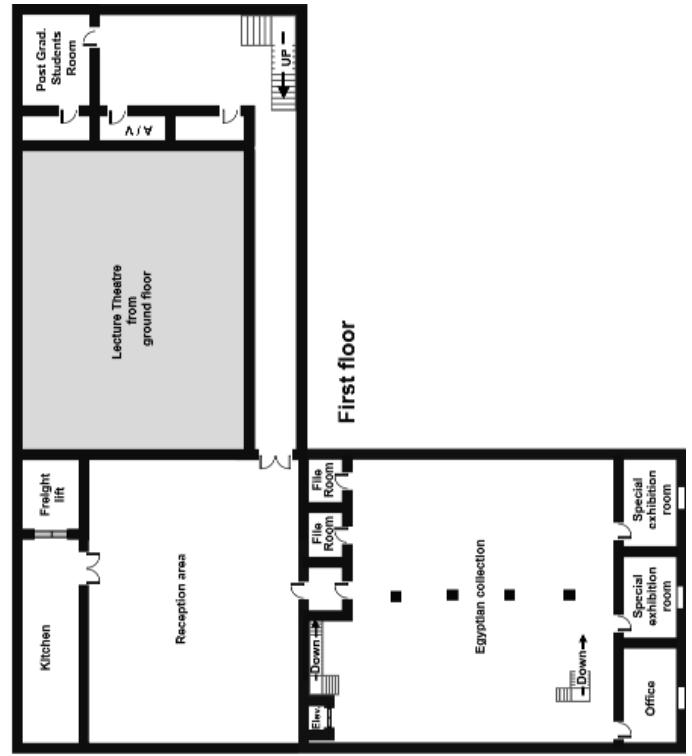 Post Grad.
Students
Room
UP
A / V
Lecture Theatre
from
ground floor
First floor
Freight
lift
File
Room
File
Room
Special
exhibition
room
Kitchen
Reception area
Egyptian collection
Special
exhibition
room
Down
Down
Elev.
Office